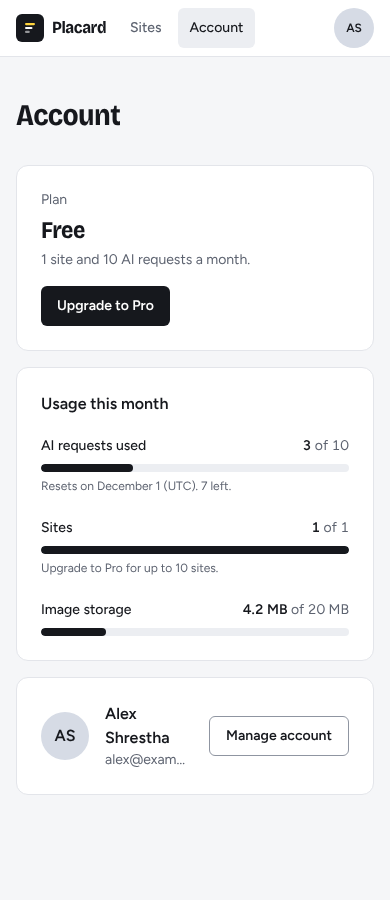 Placard Sites Account AS
Account
Plan
Free
1 site and 10 AI requests a month.
Upgrade to Pro
Usage this month
AI requests used 3 of 10
Resets on December 1 (UTC). 7 left.
Sites 1 of 1
Upgrade to Pro for up to 10 sites.
Image storage 4.2 MB of 20 MB
AS
Alex
Shrestha
alex@exam...
Manage account